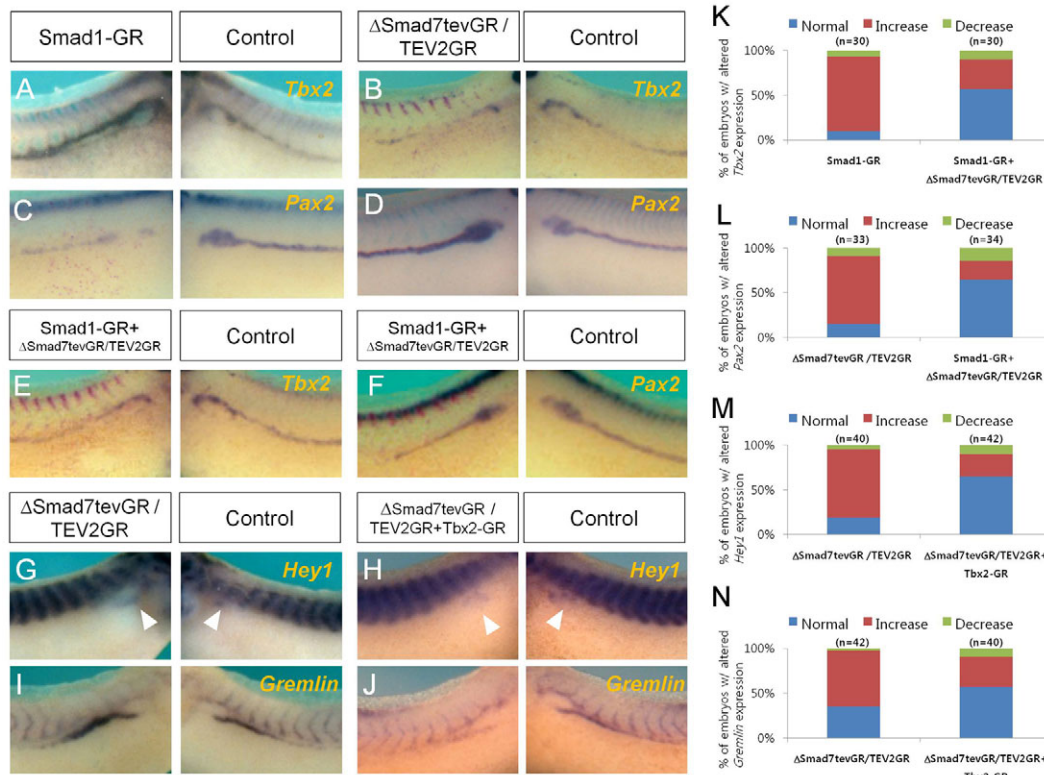 Smad1-GR
Control
ΔSmad7tevGR /
TEV2GR
Control
A
Tbx2
B
Tbx2
C
Pax2
D
Pax2
Smad1-GR+
ΔSmad7tevGR/TEV2GR
Control
Smad1-GR+
ΔSmad7tevGR/TEV2GR
Control
E
Tbx2
F
Pax2
ΔSmad7tevGR /
TEV2GR
Control
ΔSmad7tevGR /
TEV2GR+Tbx2-GR
Control
G
Hey1
H
Hey1
I
Gremlin
J
Gremlin
K
Normal Increase Decrease
(n=30) (n=30)
100%
50%
0%
% of embryos w/ altered
Tbx2 expression
Smad1-GR
Smad1-GR+
ΔSmad7tevGR/TEV2GR
L
Normal Increase Decrease
(n=33) (n=34)
100%
50%
0%
% of embryos w/ altered
Pax2 expression
ΔSmad7tevGR /TEV2GR
Smad1-GR+
ΔSmad7tevGR/TEV2GR
M
Normal Increase Decrease
(n=40) (n=42)
100%
50%
0%
% of embryos w/ altered
Hey1 expression
ΔSmad7tevGR /TEV2GR
ΔSmad7tevGR/TEV2GR+
Tbx2-GR
N
Normal Increase Decrease
(n=42) (n=40)
100%
50%
0%
% of embryos w/ altered
Gremlin expression
ΔSmad7tevGR/TEV2GR
ΔSmad7tevGR/TEV2GR+
Tbx2-GR